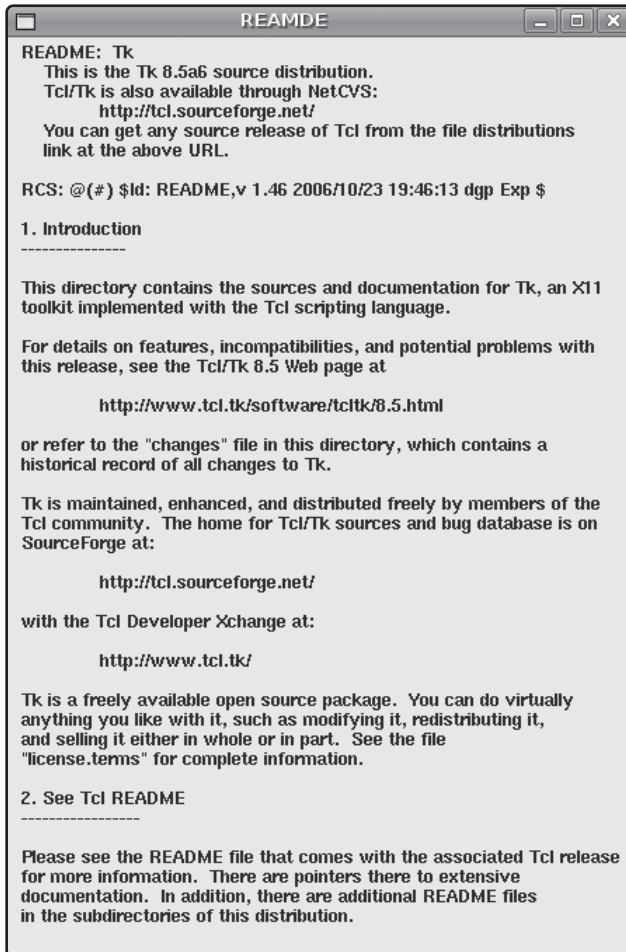 REAMDE
README: Tk
This is the Tk 8.5a6 source distribution.
Tcl/Tk is also available through NetCVS:
http://tcl.sourceforge.net/
You can get any source release of Tcl from the file distributions
link at the above URL.
RCS: @(#) $Id: README,v 1.46 2006/10/23 19:46:13 dgp Exp $
1. Introduction
---------------
This directory contains the sources and documentation for Tk, an X11
toolkit implemented with the Tcl scripting language.
For details on features, incompatibilities, and potential problems with
this release, see the Tcl/Tk 8.5 Web page at
http://www.tcl.tk/software/tcltk/8.5.html
or refer to the "changes" file in this directory, which contains a
historical record of all changes to Tk.
Tk is maintained, enhanced, and distributed freely by members of the
Tcl community. The home for Tcl/Tk sources and bug database is on
SourceForge at:
http://tcl.sourceforge.net/
with the Tcl Developer Xchange at:
http://www.tcl.tk/
Tk is a freely available open source package. You can do virtually
anything you like with it, such as modifying it, redistributing it,
and selling it either in whole or in part. See the file
"license.terms" for complete information.
2. See Tcl README
-----------------
Please see the README file that comes with the associated Tcl release
for more information. There are pointers there to extensive
documentation. In addition, there are additional README files
in the subdirectories of this distribution.